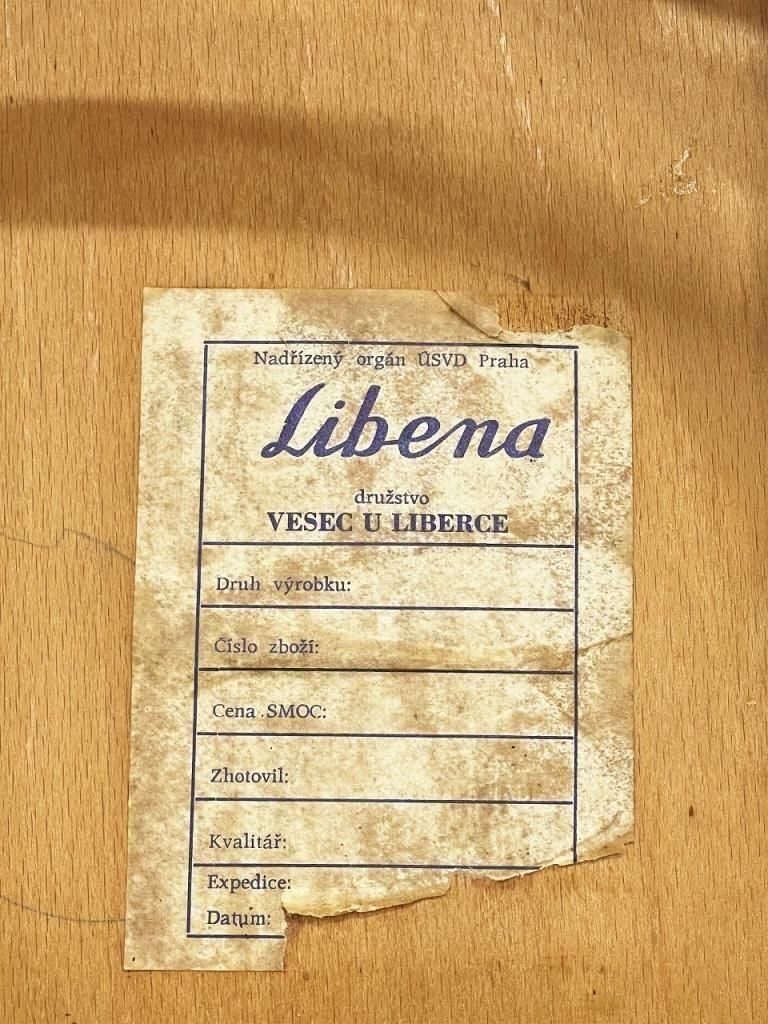 Nadřízený orgán ÚSVD Praha
Libena
družstvo
VESEC U LIBERCE
Druh výrobku:
Číslo zboží:
Cena SMOC:
Zhotovil:
Kvalitář:
Expedice:
Datum: